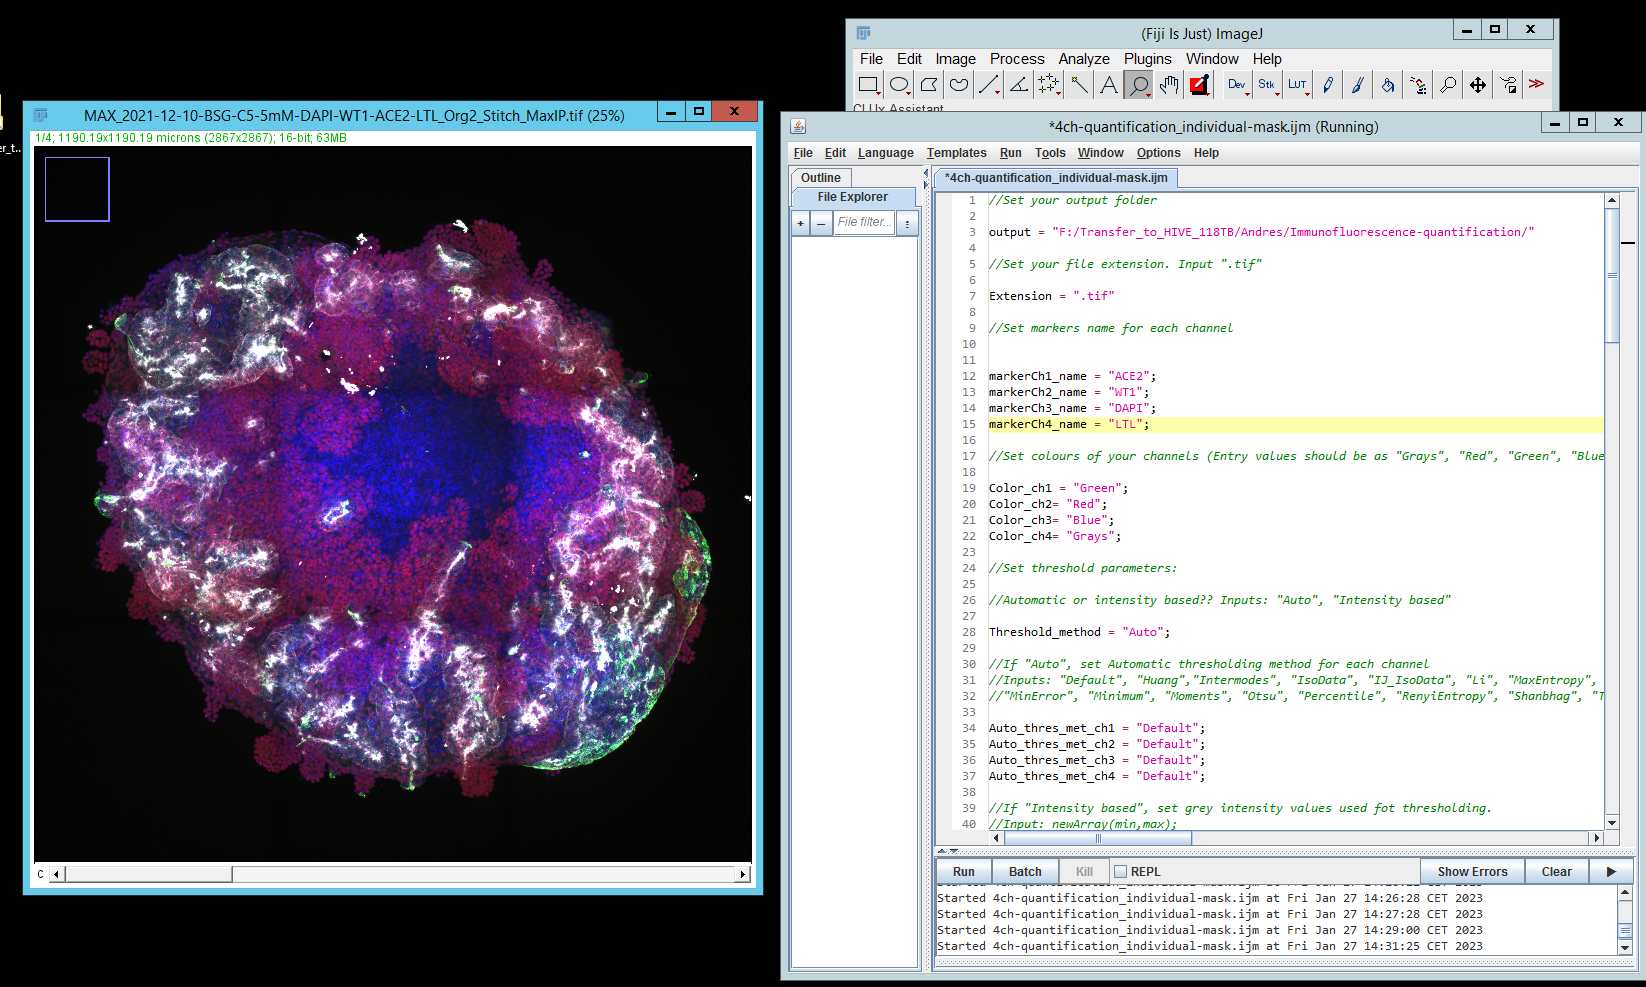 (Fiji Is Just) ImageJ
File Edit Image Process Analyze Plugins Window Help
Dev Stk LUT
er_t...
MAX_2021-12-10-BSG-C5-5mM-DAPI-WT1-ACE2-LTL_Org2_Stitch_MaxIP.tif (25%)
1/4; 1190.19x1190.19 microns (2867x2867); 16-bit; 63MB
C
*4ch-quantification_individual-mask.ijm (Running)
File Edit Language Templates Run Tools Window Options Help
Outline
File Explorer
+ – File filter...
*4ch-quantification_individual-mask.ijm
1 //Set your output folder
2
3 output = "F:/Transfer_to_HIVE_118TB/Andres/Immunofluorescence-quantification/"
4
5 //Set your file extension. Input ".tif"
6
7 Extension = ".tif"
8
9 //Set markers name for each channel
10
11
12 markerCh1_name = "ACE2";
13 markerCh2_name = "WT1";
14 markerCh3_name = "DAPI";
15 markerCh4_name = "LTL";
16
17 //Set colours of your channels (Entry values should be as "Grays", "Red", "Green", "Blue
18
19 Color_ch1 = "Green";
20 Color_ch2= "Red";
21 Color_ch3= "Blue";
22 Color_ch4= "Grays";
23
24 //Set threshold parameters:
25
26 //Automatic or intensity based?? Inputs: "Auto", "Intensity based"
27
28 Threshold_method = "Auto";
29
30 //If "Auto", set Automatic thresholding method for each channel
31 //Inputs: "Default", "Huang","Intermodes", "IsoData", "IJ_IsoData", "Li", "MaxEntropy",
32 //"MinError", "Minimum", "Moments", "Otsu", "Percentile", "RenyiEntropy", "Shanbhag", "T
33
34 Auto_thres_met_ch1 = "Default";
35 Auto_thres_met_ch2 = "Default";
36 Auto_thres_met_ch3 = "Default";
37 Auto_thres_met_ch4 = "Default";
38
39 //If "Intensity based", set grey intensity values used fot thresholding.
40 //Input: newArray(min,max);
Run Batch Kill REPL Show Errors Clear
Started 4ch-quantification_individual-mask.ijm at Fri Jan 27 14:26:28 CET 2023
Started 4ch-quantification_individual-mask.ijm at Fri Jan 27 14:27:28 CET 2023
Started 4ch-quantification_individual-mask.ijm at Fri Jan 27 14:29:00 CET 2023
Started 4ch-quantification_individual-mask.ijm at Fri Jan 27 14:31:25 CET 2023